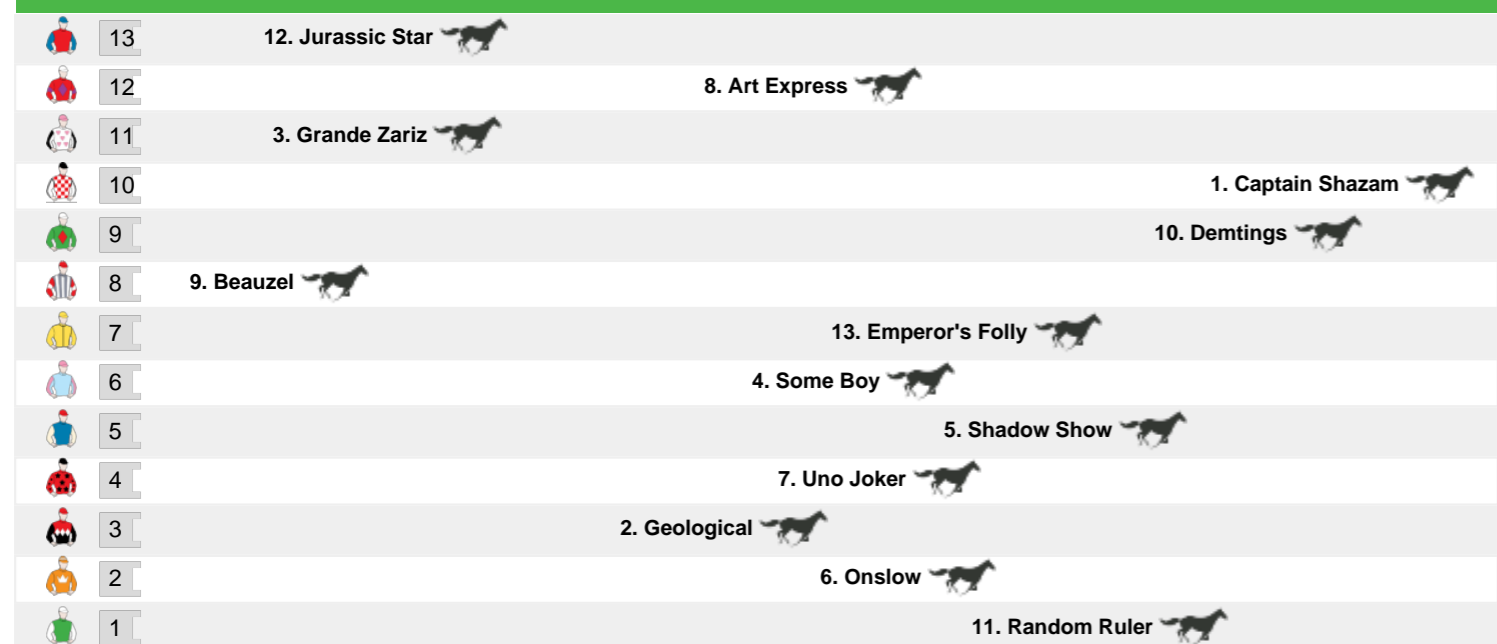 13 12. Jurassic Star
12 8. Art Express
11 3. Grande Zariz
10 1. Captain Shazam
9 10. Demtings
8 9. Beauzel
7 13. Emperor's Folly
6 4. Some Boy
5 5. Shadow Show
4 7. Uno Joker
3 2. Geological
2 6. Onslow
1 11. Random Ruler